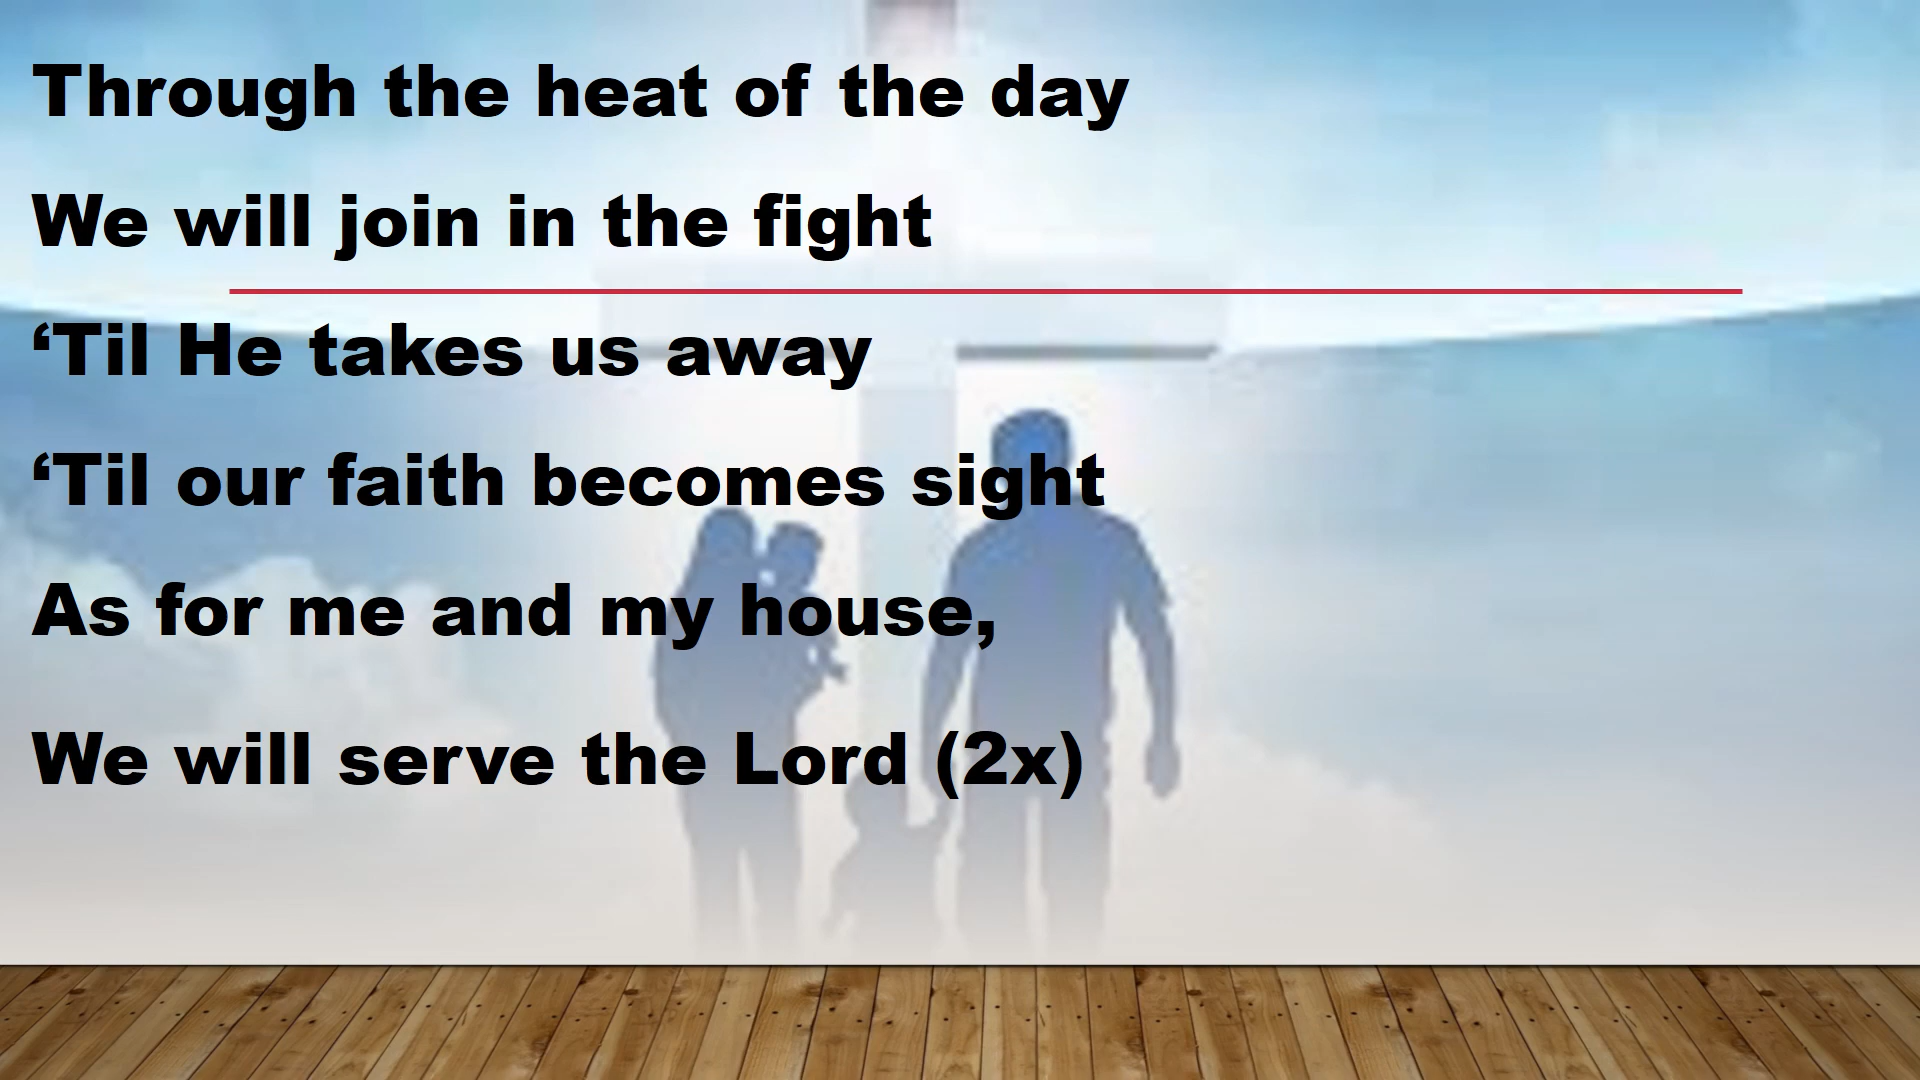 Through the heat of the day
We will join in the fight
‘Til He takes us away
‘Til our faith becomes sight
As for me and my house,
We will serve the Lord (2x)